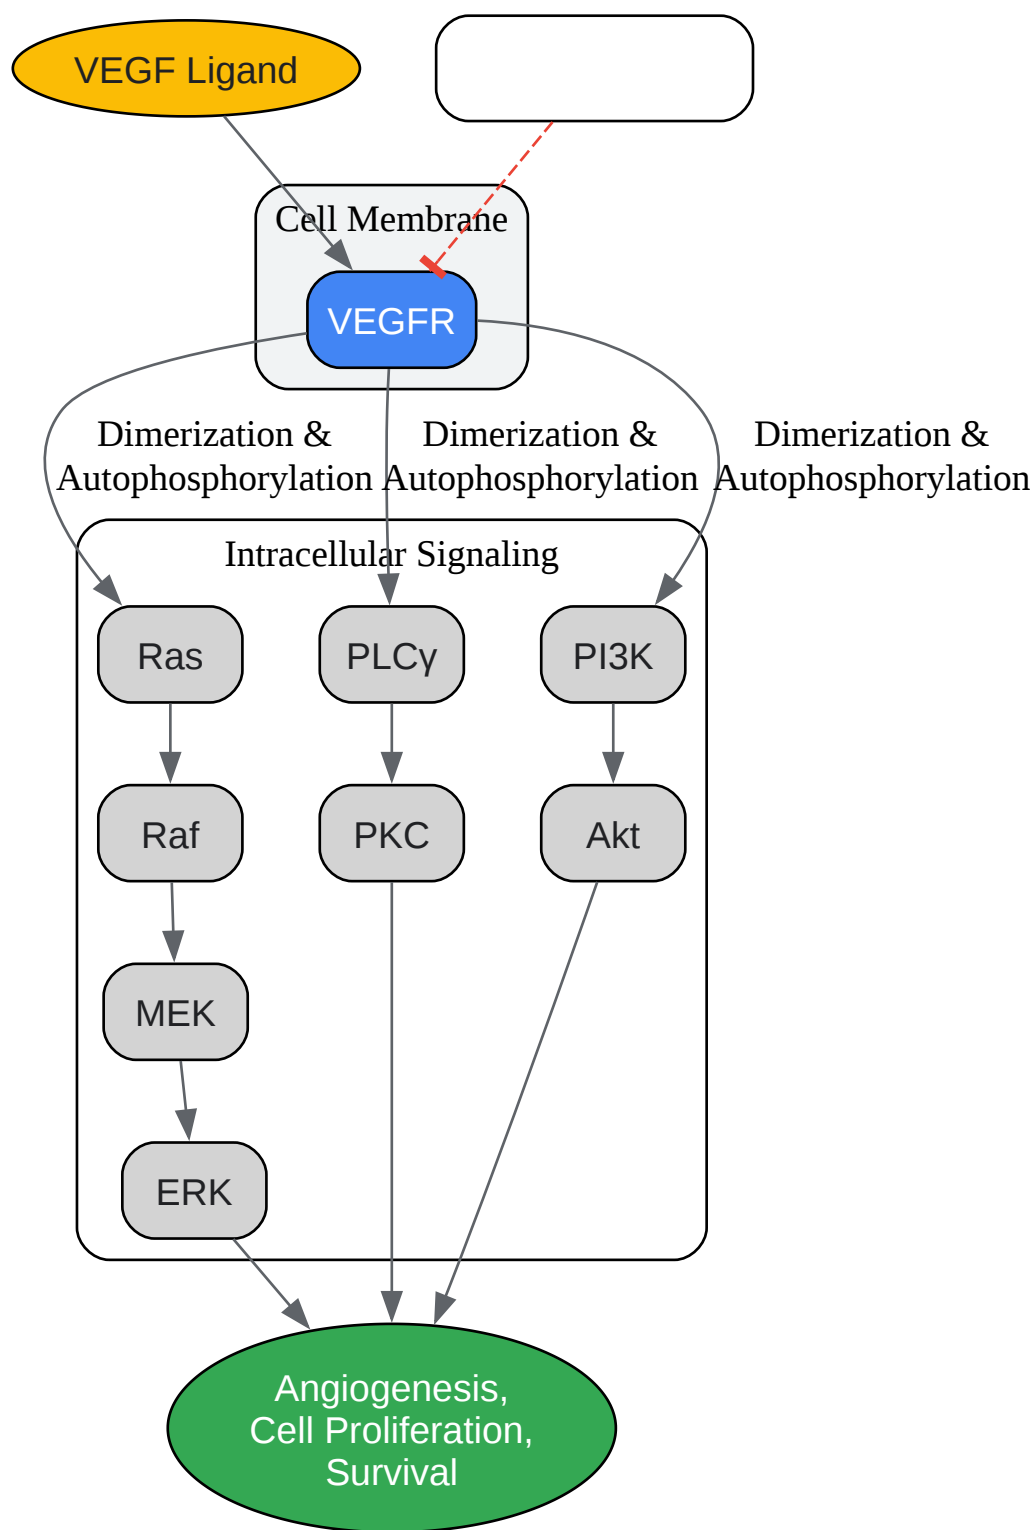 VEGF Ligand
Cell Membrane
VEGFR
Dimerization &
Autophosphorylation
Dimerization &
Autophosphorylation
Dimerization &
Autophosphorylation
Intracellular Signaling
Ras
PLCγ
PI3K
Raf
PKC
Akt
MEK
ERK
Angiogenesis,
Cell Proliferation,
Survival